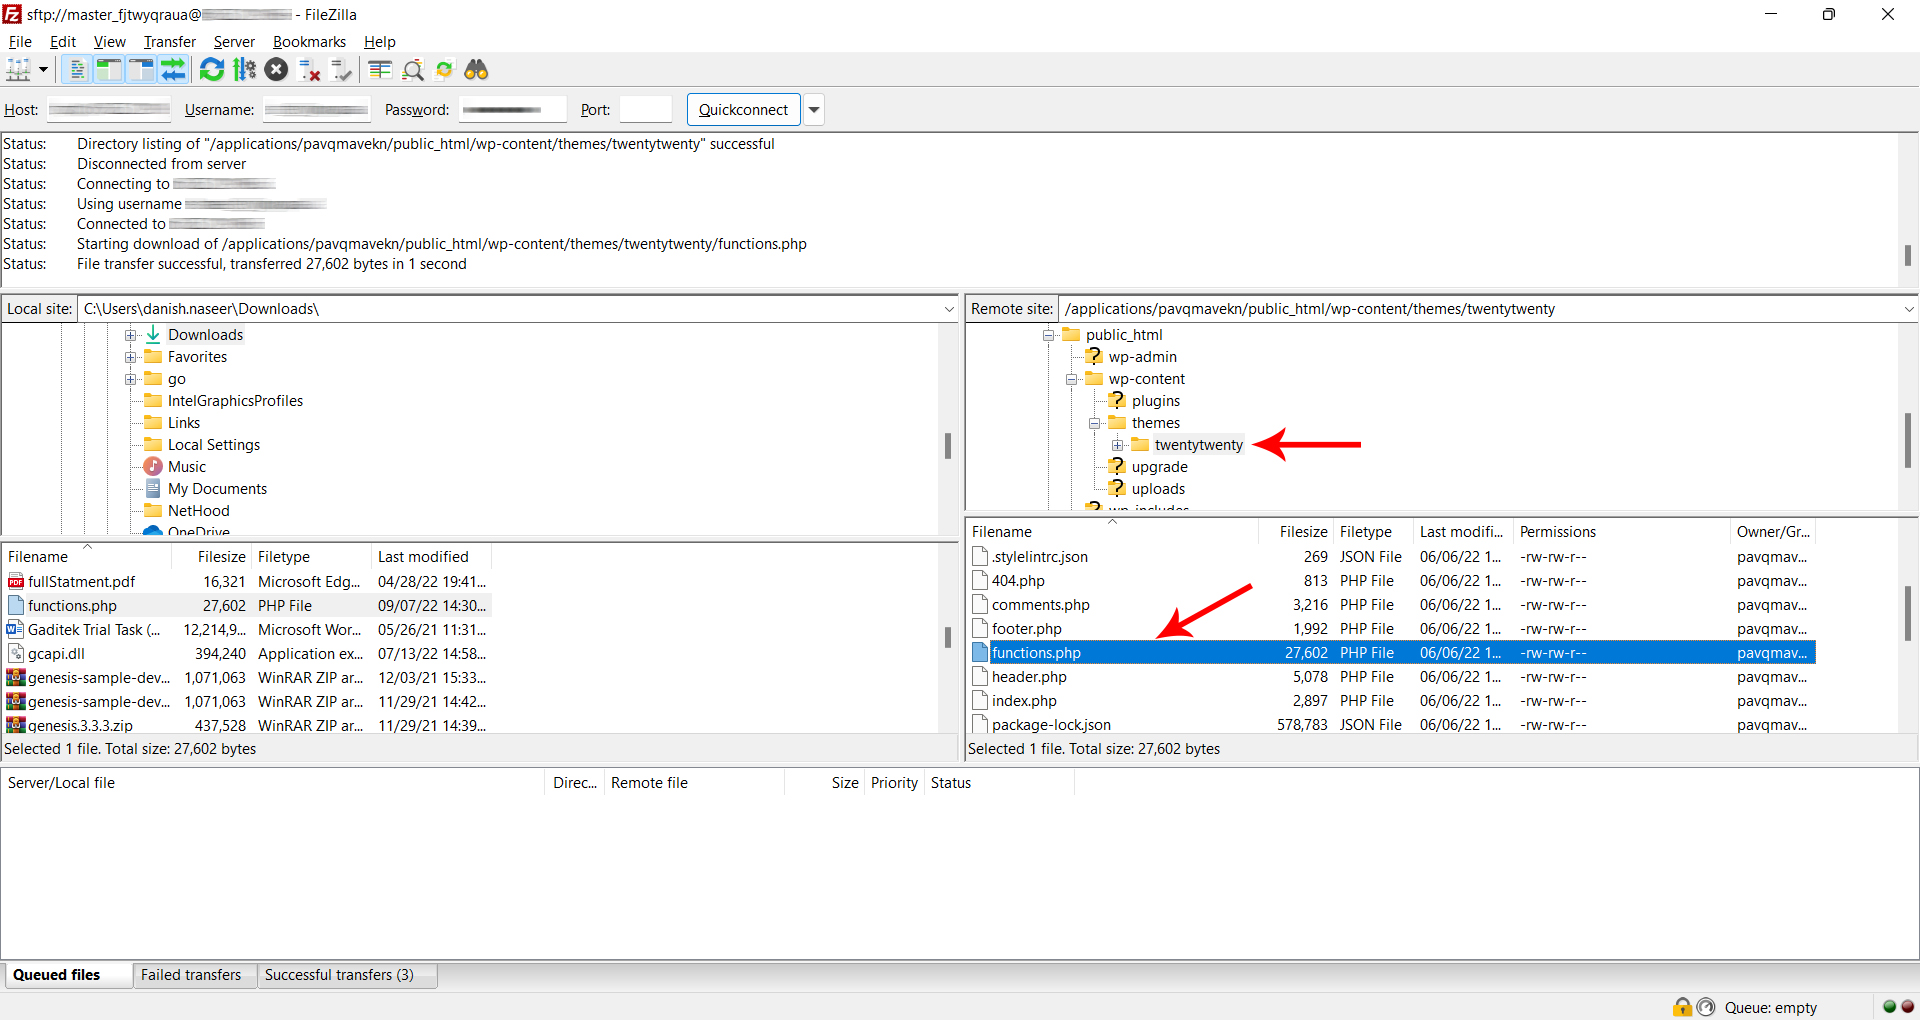 sftp://master_fjtwyqraua@ - FileZilla
File Edit View Transfer Server Bookmarks Help
Host: Username: Password: Port: Quickconnect
Status: Directory listing of "/applications/pavqmavekn/public_html/wp-content/themes/twentytwenty" successful
Status: Disconnected from server
Status: Connecting to
Status: Using username
Status: Connected to
Status: Starting download of /applications/pavqmavekn/public_html/wp-content/themes/twentytwenty/functions.php
Status: File transfer successful, transferred 27,602 bytes in 1 second
Local site: C:\Users\danish.naseer\Downloads\
Downloads
Favorites
go
IntelGraphicsProfiles
Links
Local Settings
Music
My Documents
NetHood
OneDrive
Filename Filesize Filetype Last modified
fullStatment.pdf 16,321 Microsoft Edg... 04/28/22 19:41...
functions.php 27,602 PHP File 09/07/22 14:30...
Gaditek Trial Task (... 12,214,9... Microsoft Wor... 05/26/21 11:31...
gcapi.dll 394,240 Application ex... 07/13/22 14:58...
genesis-sample-dev... 1,071,063 WinRAR ZIP ar... 12/03/21 15:33...
genesis-sample-dev... 1,071,063 WinRAR ZIP ar... 11/29/21 14:42...
genesis.3.3.3.zip 437,528 WinRAR ZIP ar... 11/29/21 14:39...
Selected 1 file. Total size: 27,602 bytes
Remote site: /applications/pavqmavekn/public_html/wp-content/themes/twentytwenty
public_html
wp-admin
wp-content
plugins
themes
twentytwenty
upgrade
uploads
wp-includes
Filename Filesize Filetype Last modifi... Permissions Owner/Gr...
.stylelintrc.json 269 JSON File 06/06/22 1... -rw-rw-r-- pavqmav...
404.php 813 PHP File 06/06/22 1... -rw-rw-r-- pavqmav...
comments.php 3,216 PHP File 06/06/22 1... -rw-rw-r-- pavqmav...
footer.php 1,992 PHP File 06/06/22 1... -rw-rw-r-- pavqmav...
functions.php 27,602 PHP File 06/06/22 1... -rw-rw-r-- pavqmav...
header.php 5,078 PHP File 06/06/22 1... -rw-rw-r-- pavqmav...
index.php 2,897 PHP File 06/06/22 1... -rw-rw-r-- pavqmav...
package-lock.json 578,783 JSON File 06/06/22 1... -rw-rw-r-- pavqmav...
Selected 1 file. Total size: 27,602 bytes
Server/Local file Direc... Remote file Size Priority Status
Queued files Failed transfers Successful transfers (3)
Queue: empty